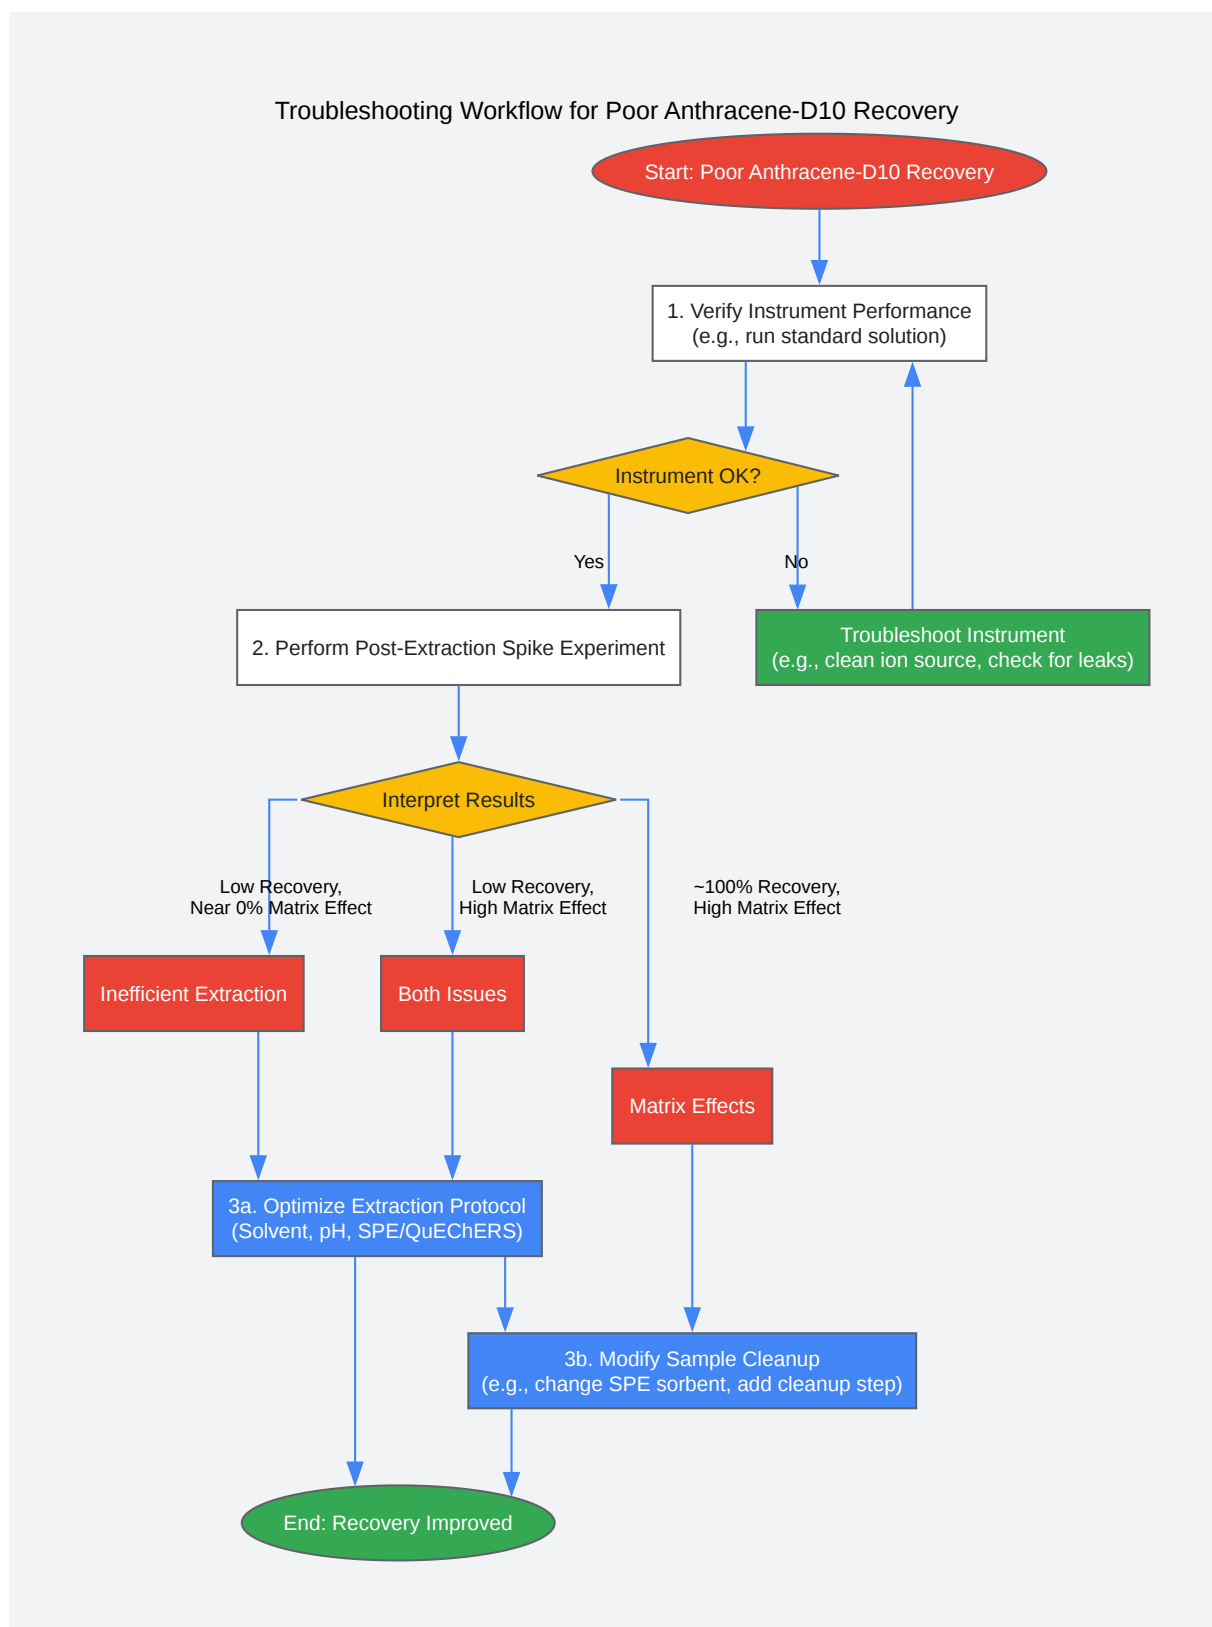 Troubleshooting Workflow for Poor Anthracene-D10 Recovery
Start: Poor Anthracene-D10 Recovery
1. Verify Instrument Performance
(e.g., run standard solution)
Instrument OK?
Yes
No
2. Perform Post-Extraction Spike Experiment
Troubleshoot Instrument
(e.g., clean ion source, check for leaks)
Interpret Results
Low Recovery,
Near 0% Matrix Effect
Low Recovery,
High Matrix Effect
~100% Recovery,
High Matrix Effect
Inefficient Extraction
Both Issues
Matrix Effects
3a. Optimize Extraction Protocol
(Solvent, pH, SPE/QuEChERS)
3b. Modify Sample Cleanup
(e.g., change SPE sorbent, add cleanup step)
End: Recovery Improved